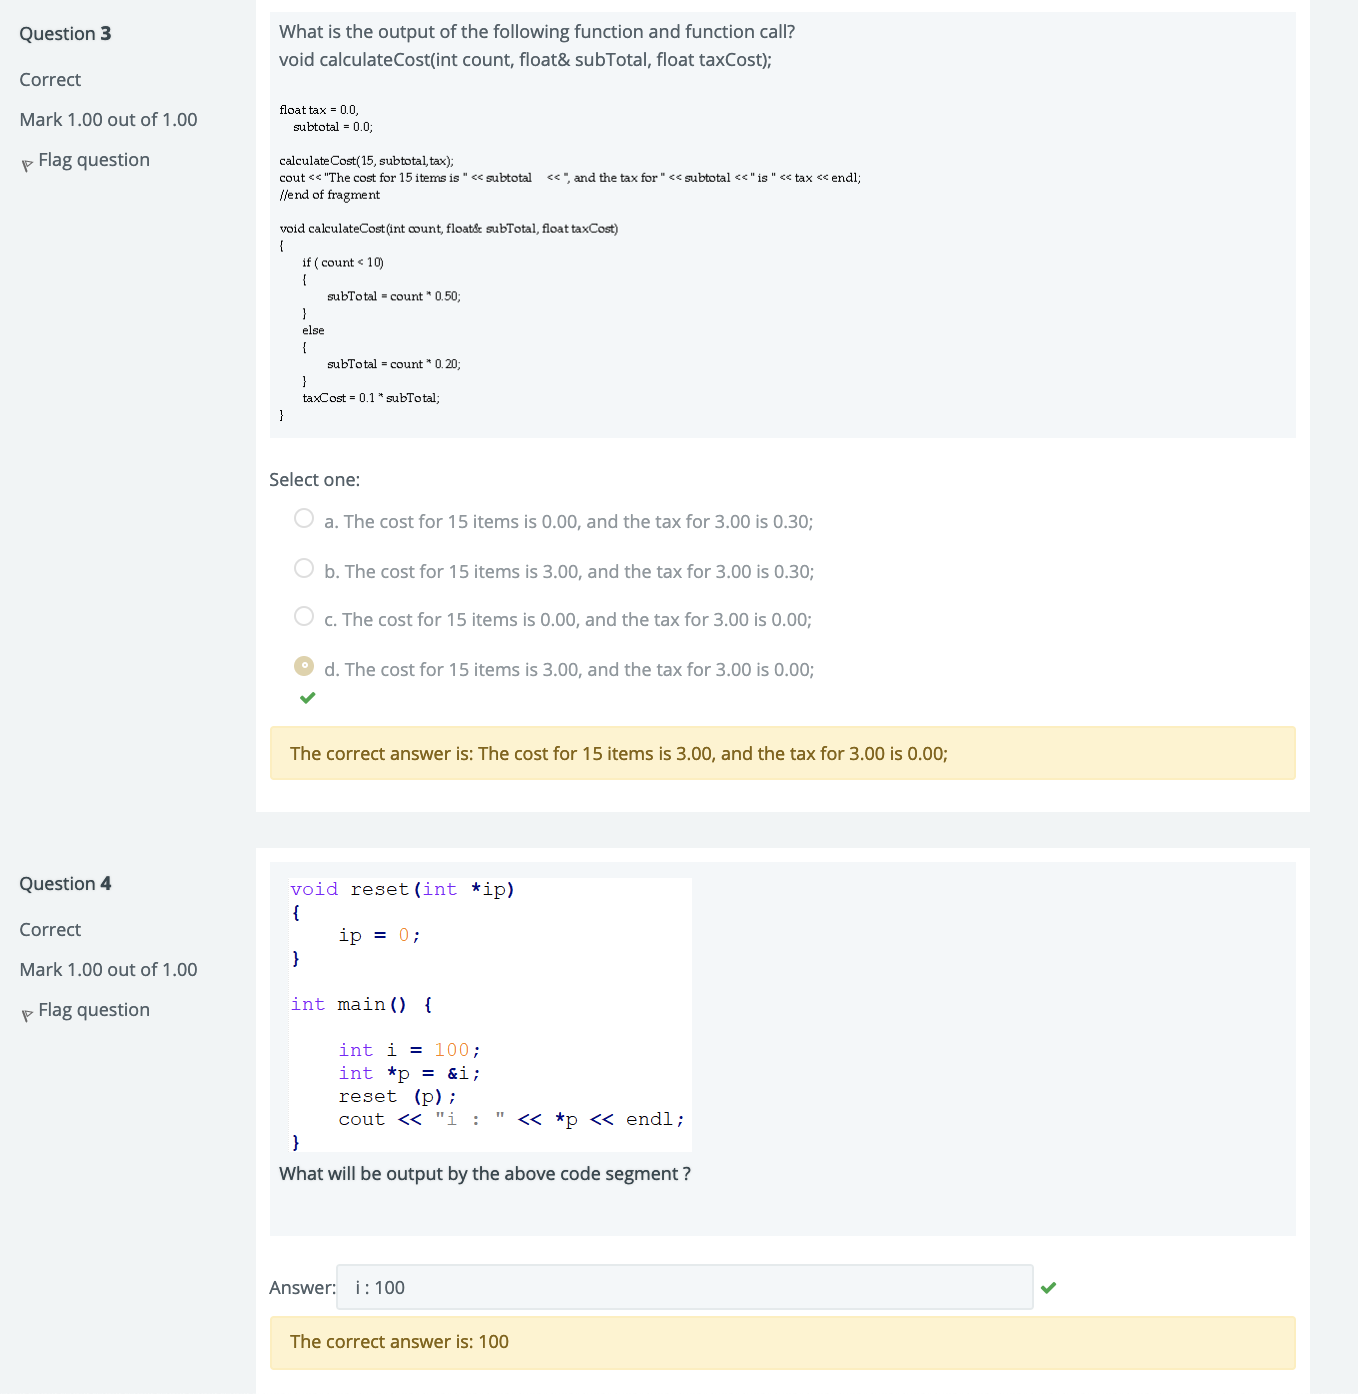 Question 3
Correct
Mark 1.00 out of 1.00
Flag question
What is the output of the following function and function call?
void calculateCost(int count, float& subTotal, float taxCost);
float tax = 0.0,
subtotal = 0.0;
calculateCost(15, subtotal,tax);
cout << "The cost for 15 items is " << subtotal << ", and the tax for " << subtotal << " is " << tax << endl;
//end of fragment
void calculateCost(int count, float& subTotal, float taxCost)
{
if ( count < 10)
{
subTotal = count * 0.50;
}
else
{
subTotal = count * 0.20;
}
taxCost = 0.1 * subTotal;
}
Select one:
a. The cost for 15 items is 0.00, and the tax for 3.00 is 0.30;
b. The cost for 15 items is 3.00, and the tax for 3.00 is 0.30;
c. The cost for 15 items is 0.00, and the tax for 3.00 is 0.00;
d. The cost for 15 items is 3.00, and the tax for 3.00 is 0.00;
The correct answer is: The cost for 15 items is 3.00, and the tax for 3.00 is 0.00;
Question 4
Correct
Mark 1.00 out of 1.00
Flag question
void reset(int *ip)
{
ip = 0;
}
int main() {
int i = 100;
int *p = &i;
reset (p);
cout << "i : " << *p << endl;
}
What will be output by the above code segment ?
Answer: i : 100
The correct answer is: 100